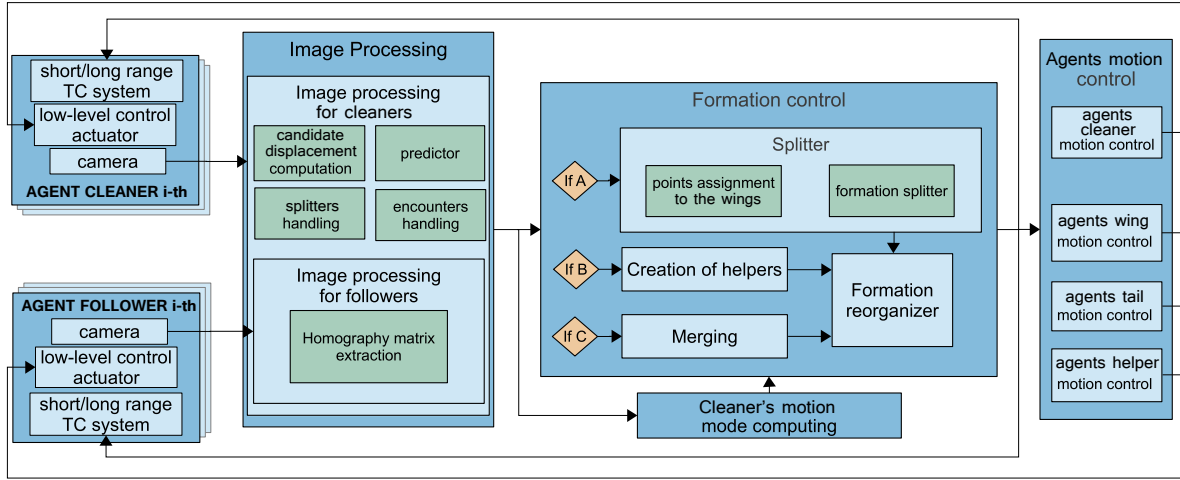 short/long range
TC system
low-level control
actuator
camera
AGENT CLEANER i-th
AGENT FOLLOWER i-th
camera
low-level control
actuator
short/long range
TC system
Image Processing
Image processing
for cleaners
candidate
displacement
computation
predictor
splitters
handling
encounters
handling
Image processing
for followers
Homography matrix
extraction
Formation control
Splitter
If A
points assignment
to the wings
formation splitter
If B
Creation of helpers
Formation
reorganizer
If C
Merging
Cleaner's motion
mode computing
Agents motion
control
agents
cleaner
motion control
agents wing
motion control
agents tail
motion control
agents helper
motion control